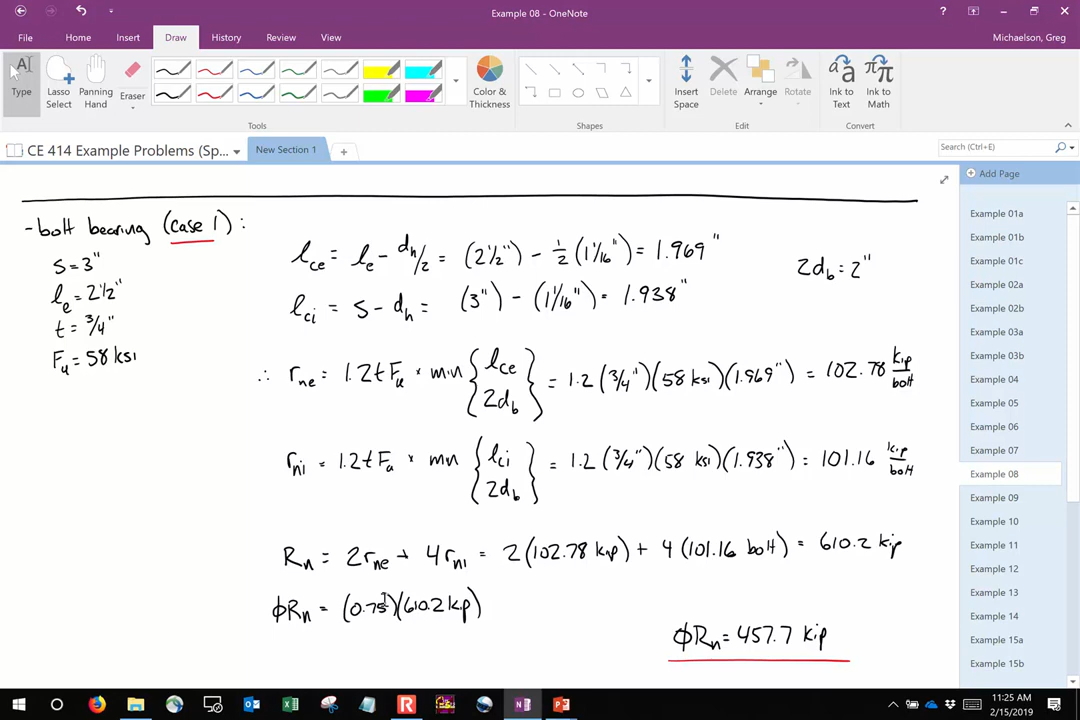 Example 08 - OneNote
?
Michaelson, Greg
File Home Insert Draw History Review View
Type
Lasso Select
Panning Hand
Eraser
Color & Thickness
Insert Space
Delete
Arrange
Rotate
Ink to Text
Ink to Math
Tools
Shapes
Edit
Convert
CE 414 Example Problems (Sp...
New Section 1
+
Search (Ctrl+E)
Add Page
Example 01a
Example 01b
Example 01c
Example 02a
Example 02b
Example 03a
Example 03b
Example 04
Example 05
Example 06
Example 07
Example 08
Example 09
Example 10
Example 11
Example 12
Example 13
Example 14
Example 15a
Example 15b
- bolt bearing (case 1):
s = 3"
le = 2 1/2"
t = 3/4"
Fu = 58 ksi
lce = le - dh/2 = (2 1/2") - 1/2 (1 1/16") = 1.969"
2db = 2"
lci = s - dh = (3") - (1 1/16") = 1.938"
∴ rne = 1.2tFu * min {lce 2db} = 1.2 (3/4")(58 ksi)(1.969") = 102.78 kip/bolt
rni = 1.2tFu * min {lci 2db} = 1.2 (3/4")(58 ksi)(1.938") = 101.16 kip/bolt
Rn = 2rne + 4rni = 2(102.78 kip) + 4(101.16 bolt) = 610.2 kip
ϕRn = (0.75)(610.2 kip)
ϕRn = 457.7 kip
11:25 AM
2/15/2019